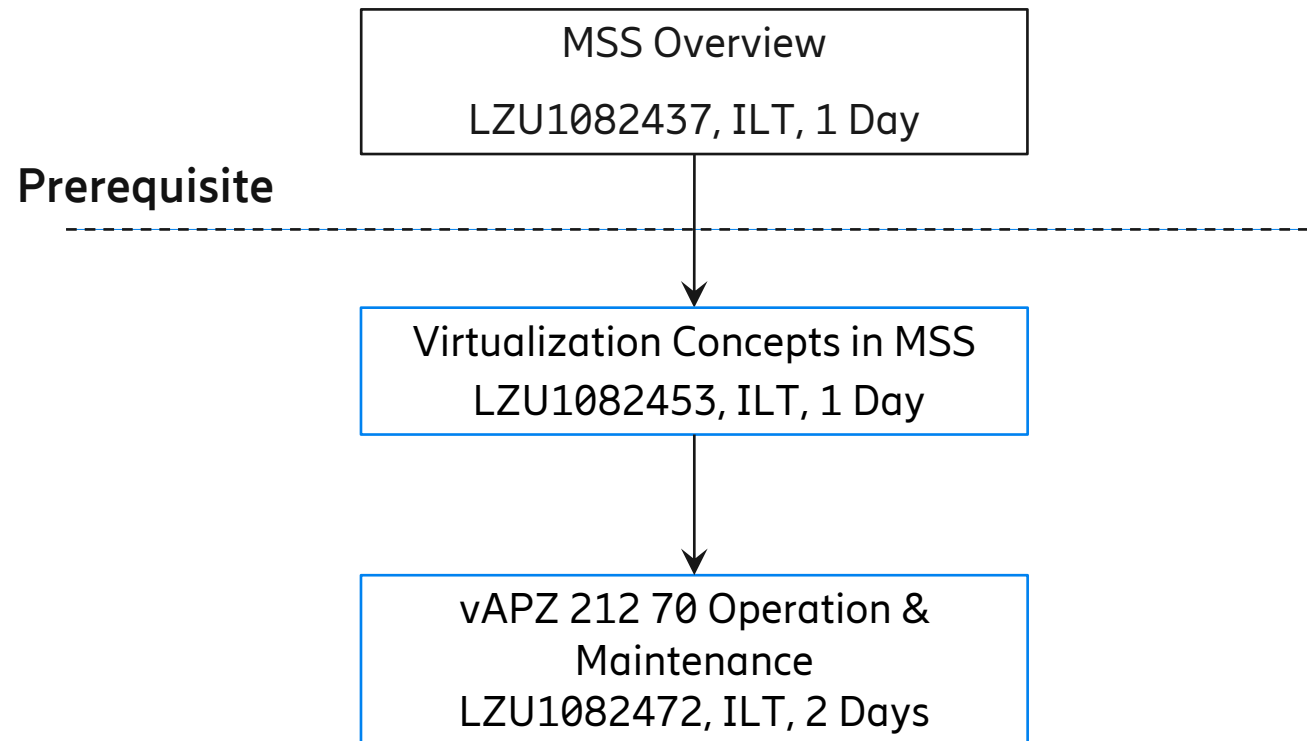 MSS Overview
LZU1082437, ILT, 1 Day
Prerequisite
Virtualization Concepts in MSS
LZU1082453, ILT, 1 Day
vAPZ 212 70 Operation &
Maintenance
LZU1082472, ILT, 2 Days